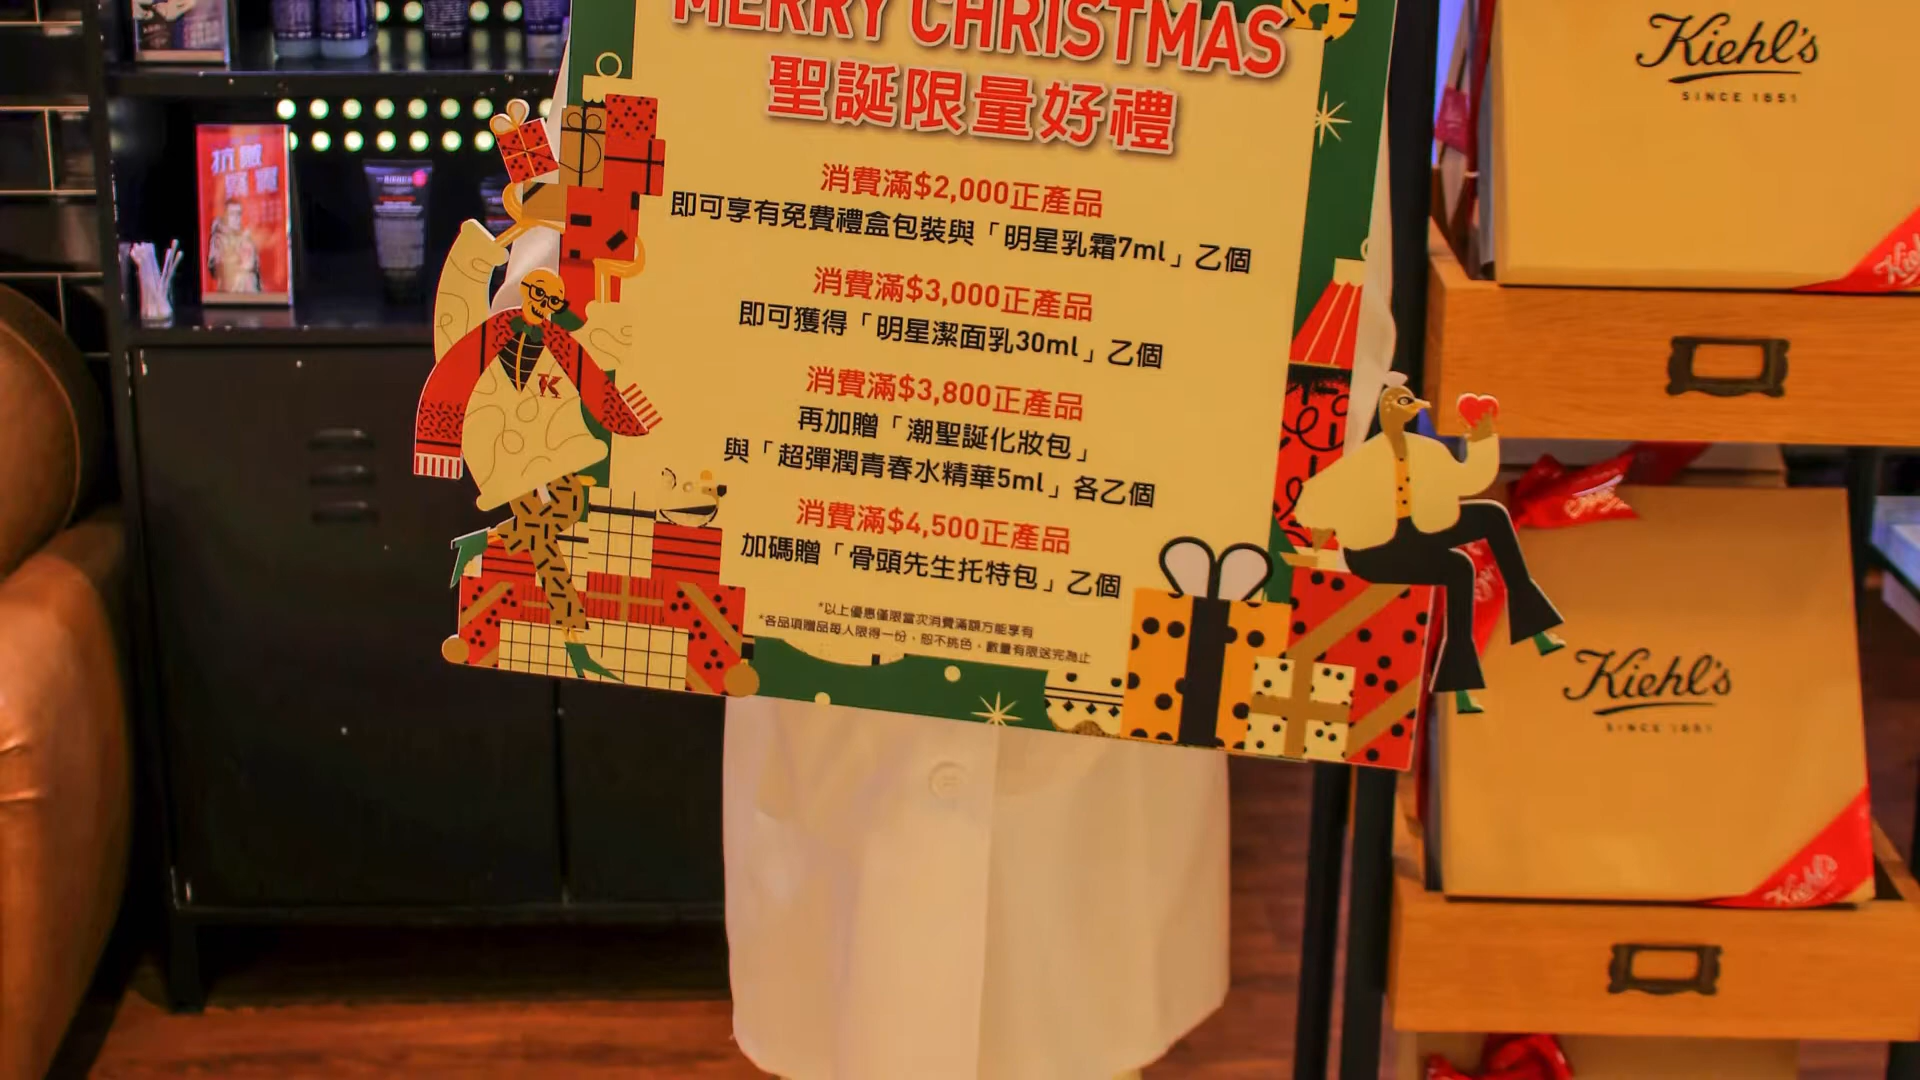 MERRY CHRISTMAS
聖誕限量好禮
消費滿$2,000正產品
即可享有免費禮盒包裝與「明星乳霜7ml」乙個
消費滿$3,000正產品
即可獲得「明星潔面乳30ml」乙個
消費滿$3,800正產品
再加贈「潮聖誕化妝包」
與「超彈潤青春水精華5ml」各乙個
消費滿$4,500正產品
加碼贈「骨頭先生托特包」乙個
*以上優惠僅限當次消費滿額方能享有
*各品項贈品每人限得一份，恕不挑色，數量有限送完為止
K
Kiehl's
SINCE 1851
Kiehl's
SINCE 1851
Kiehl's